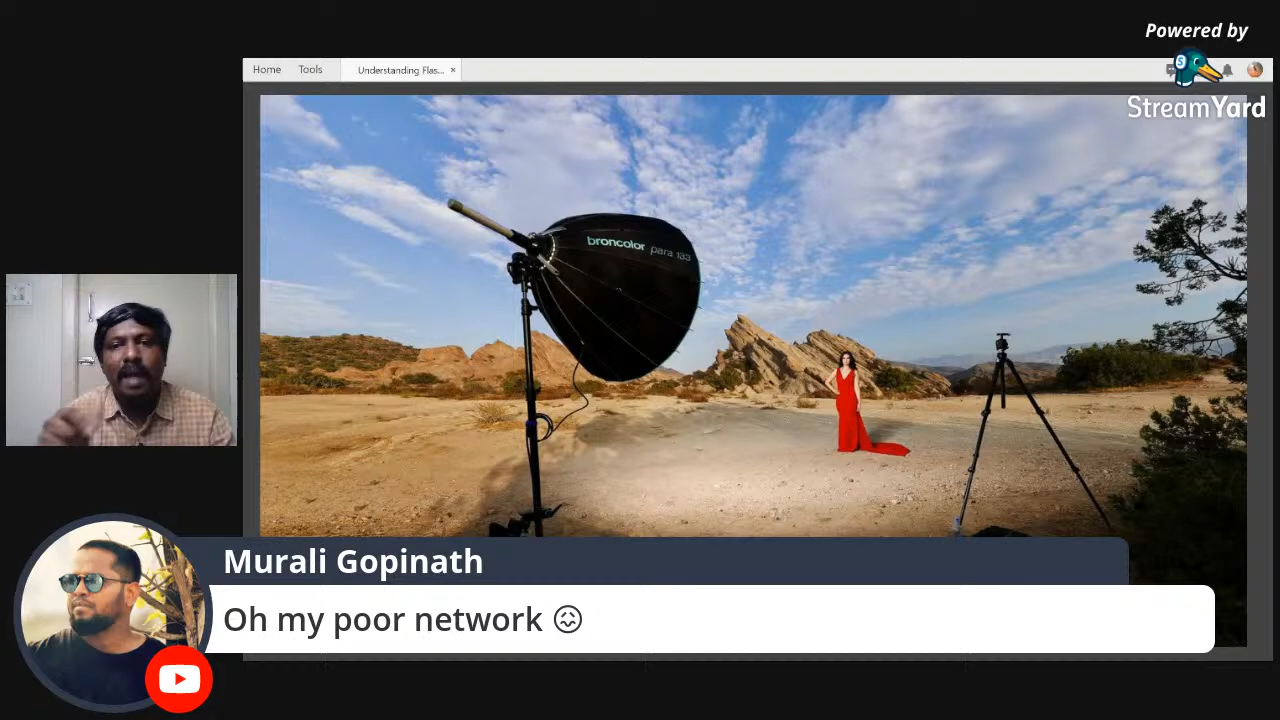 Powered by
StreamYard
Home Tools Understanding Flas... ×
broncolor para 133
Murali Gopinath
Oh my poor network 😖